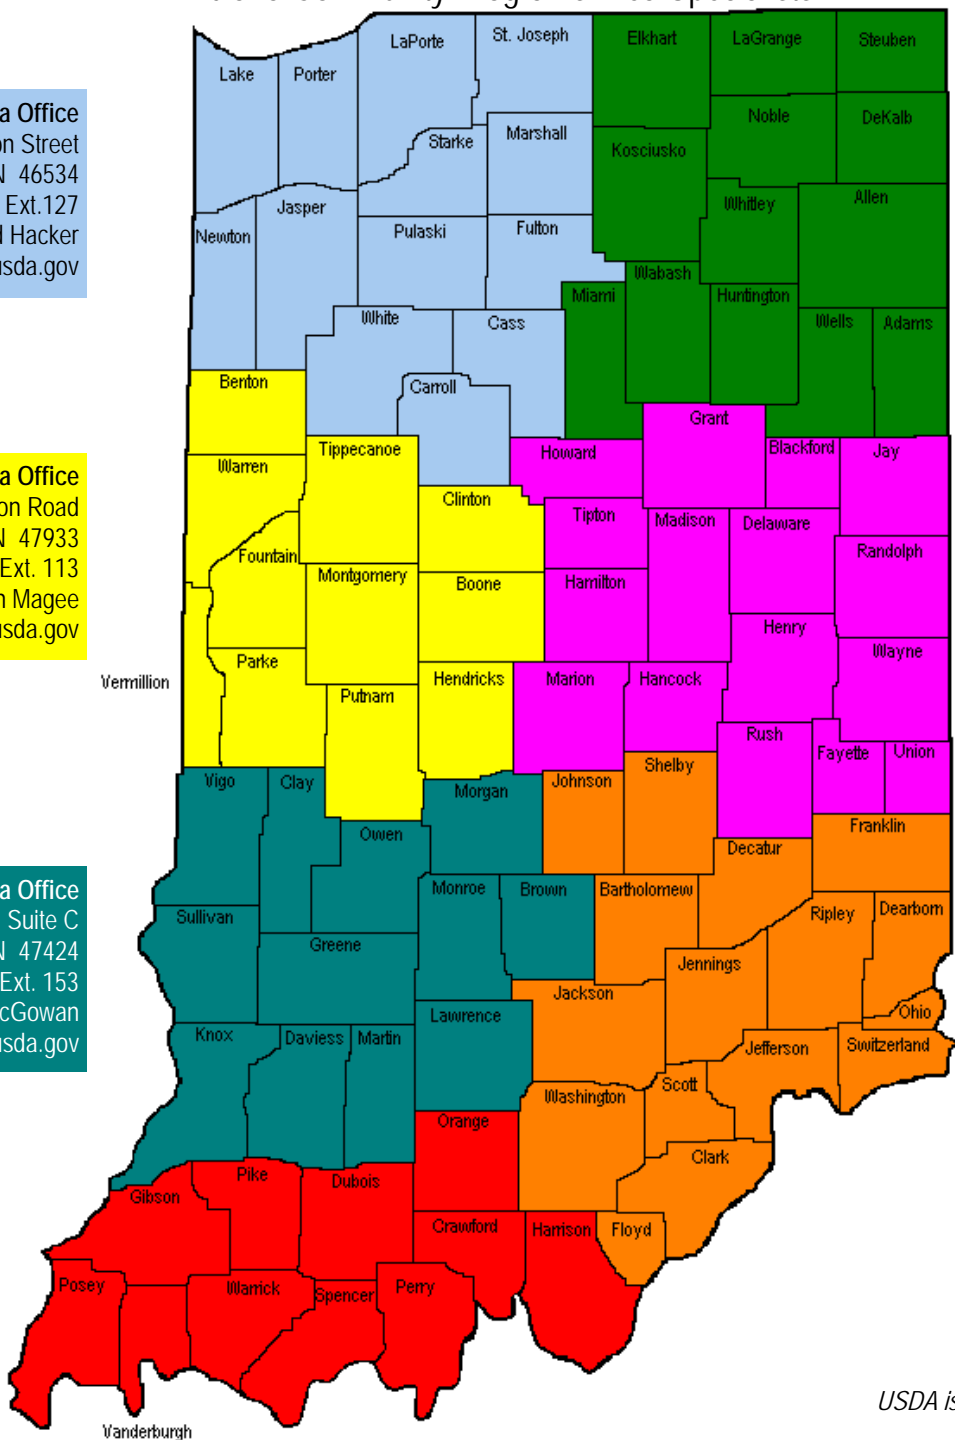 LaPorte
St. Joseph
Elkhart
LaGrange
Steuben
Lake
Porter
a Office
on Street
N 46534
Ext.127
d Hacker
usda.gov
Starke
Marshall
Kosciusko
Noble
DeKalb
Newton
Jasper
Pulaski
Fulton
Whitley
Allen
Miami
Wabash
Huntington
Wells
Adams
White
Cass
Carroll
Benton
Grant
a Office
on Road
N 47933
Ext. 113
n Magee
usda.gov
Warren
Tippecanoe
Howard
Blackford
Jay
Clinton
Tipton
Madison
Delaware
Fountain
Montgomery
Boone
Hamilton
Randolph
Henry
Wayne
Vermillion
Parke
Putnam
Hendricks
Marion
Hancock
Rush
Fayette
Union
Vigo
Clay
Morgan
Johnson
Shelby
Franklin
Owen
Decatur
a Office
Suite C
N 47424
Ext. 153
cGowan
usda.gov
Sullivan
Greene
Monroe
Brown
Bartholomew
Ripley
Dearborn
Jennings
Jackson
Ohio
Knox
Daviess
Martin
Lawrence
Jefferson
Switzerland
Washington
Scott
Orange
Clark
Gibson
Pike
Dubois
Crawford
Harrison
Floyd
Posey
Warrick
Spencer
Perry
Vanderburgh
USDA is